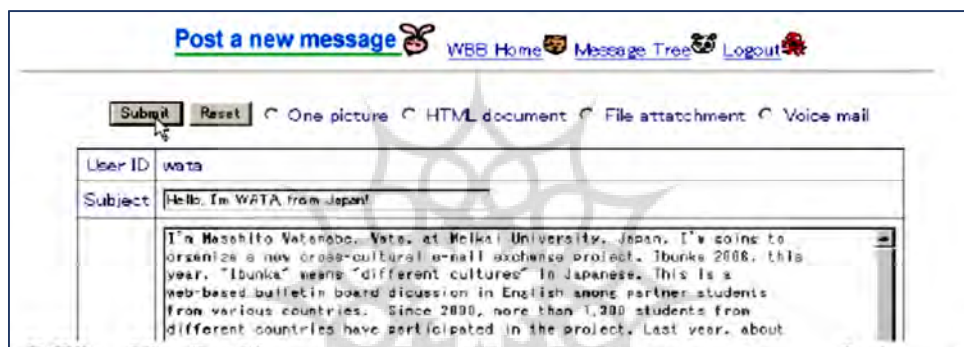 Post a new message WBB Home Message Tree Logout
Submit Reset One picture HTML document File attatchment Voice mail
User ID wata
Subject Hello, I'm WATA from Japan!
I'm Masahito Watanabe, Wata, at Meikai University, Japan. I'm going to
organize a new cross-cultural e-mail exchange project, Ibunka 2008, this
year. "Ibunka" means "different cultures" in Japanese. This is a
web-based bulletin board dicussion in English among partner students
from various countries. Since 2000, more than 1,300 students from
different countries have participated in the project. Last year, about